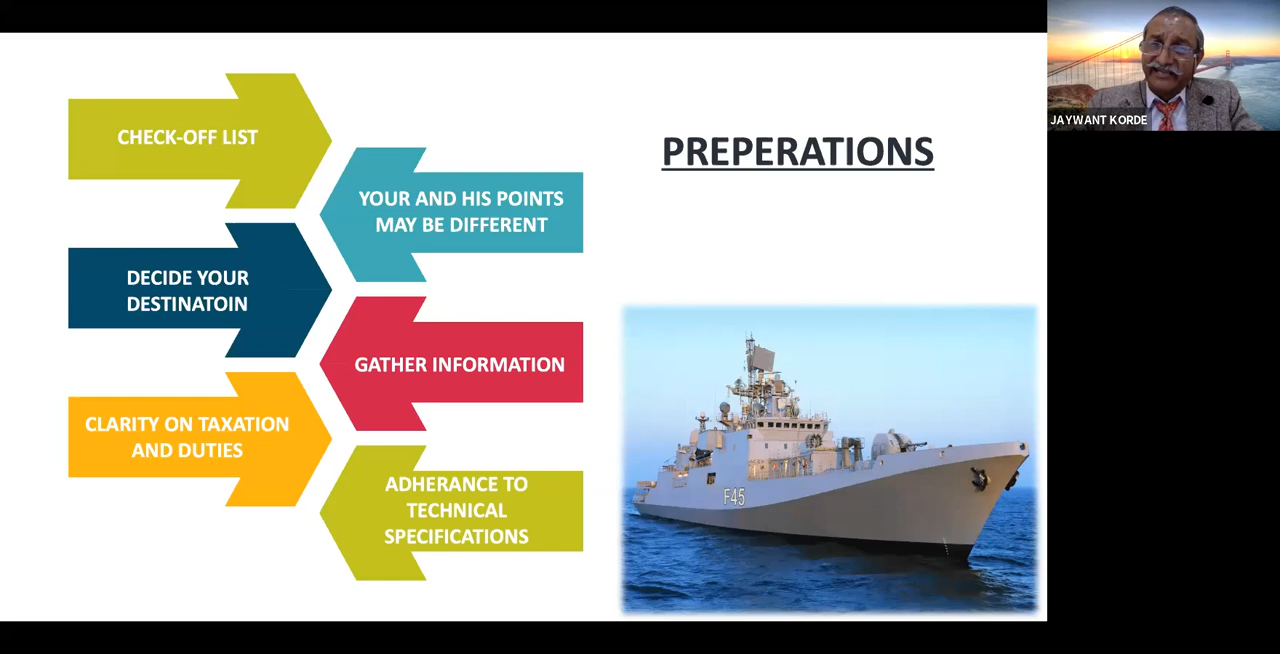 PREPERATIONS
CHECK-OFF LIST
YOUR AND HIS POINTS
MAY BE DIFFERENT
DECIDE YOUR
DESTINATOIN
GATHER INFORMATION
CLARITY ON TAXATION
AND DUTIES
ADHERANCE TO
TECHNICAL
SPECIFICATIONS
F45
JAYWANT KORDE